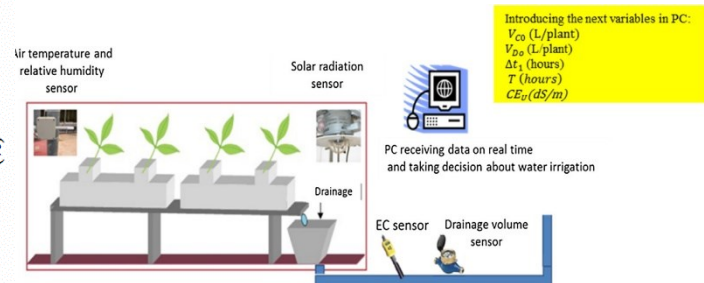 Introducing the next variables in PC:
V_C0 (L/plant)
V_Do (L/plant)
Δt₁ (hours)
T (hours)
CE_U(dS/m)
Air temperature and
relative humidity
sensor
Solar radiation
sensor
PC receiving data on real time
and taking decision about water irrigation
Drainage
EC sensor
Drainage volume
sensor